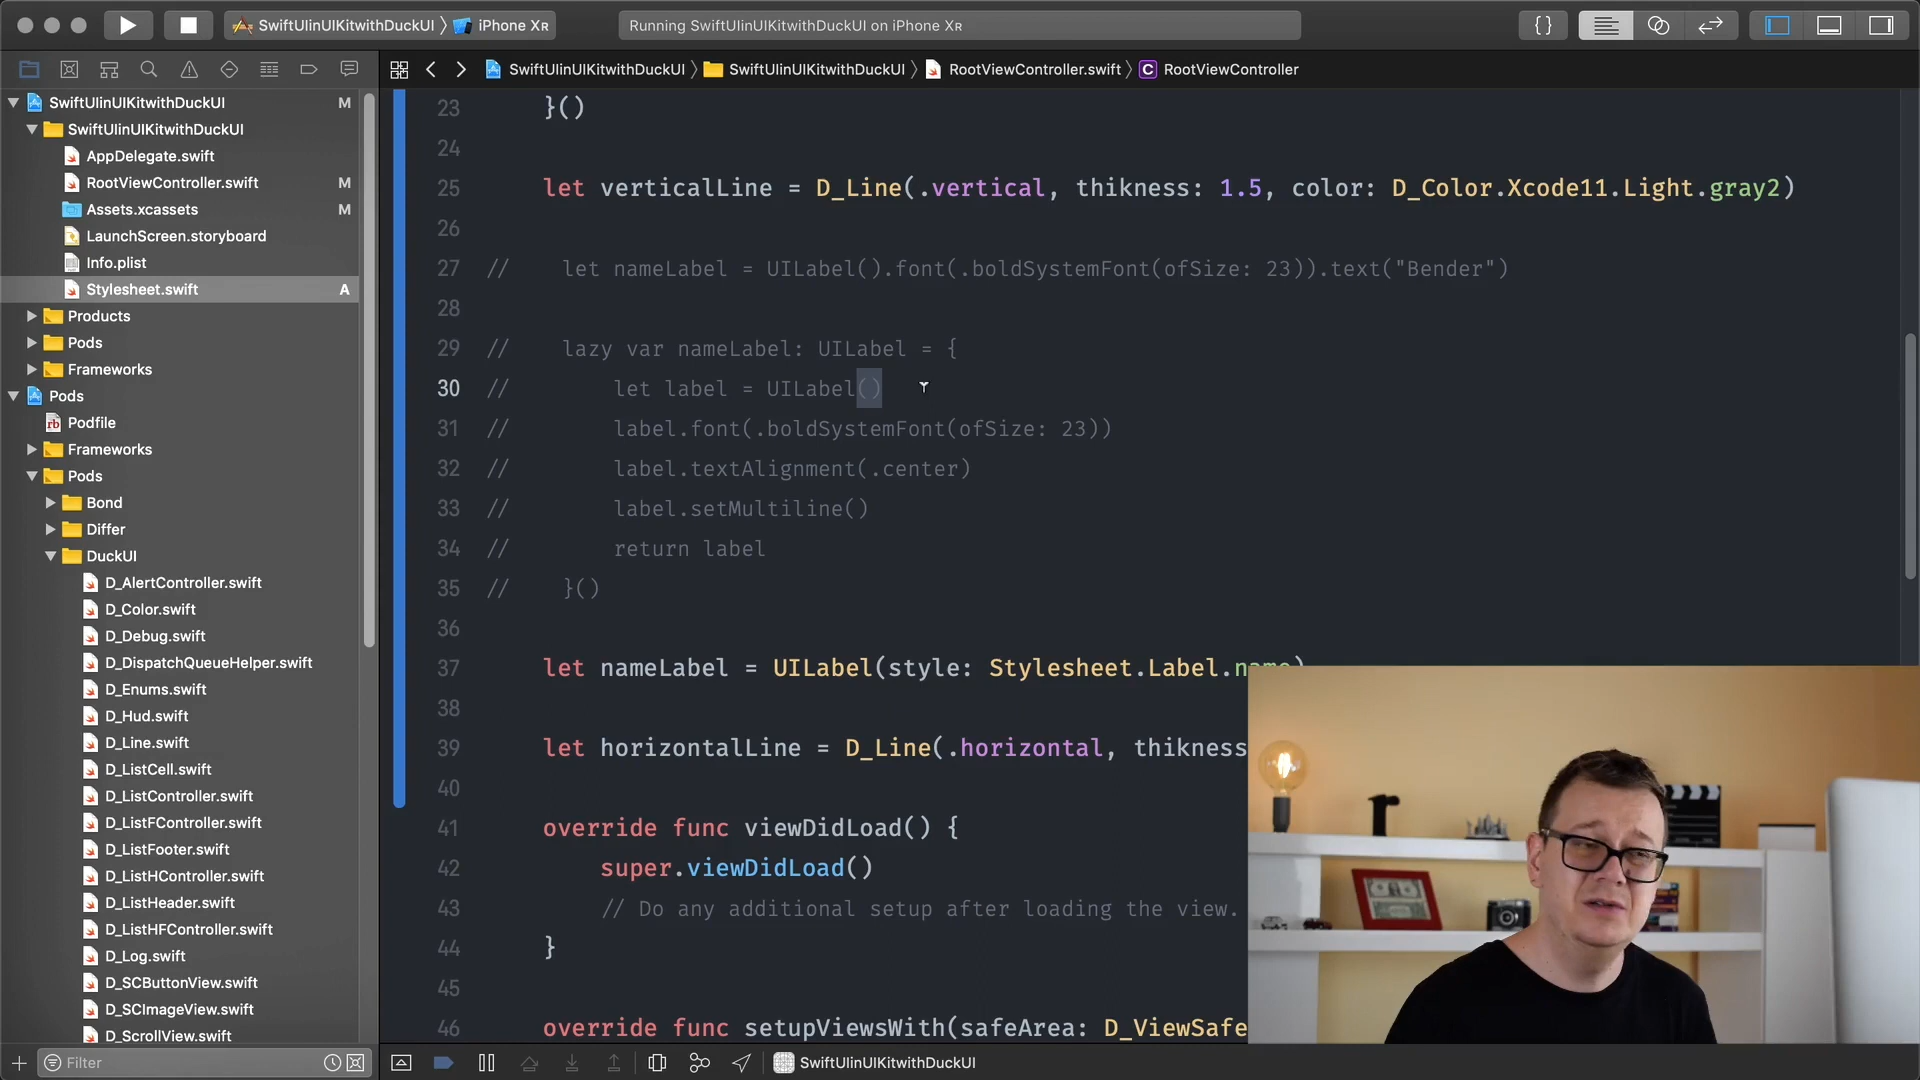 SwiftUIinUIKitwithDuckUI
iPhone XR
Running SwiftUIinUIKitwithDuckUI on iPhone XR
SwiftUIinUIKitwithDuckUI
SwiftUIinUIKitwithDuckUI
RootViewController.swift
C RootViewController
SwiftUIinUIKitwithDuckUI M
SwiftUIinUIKitwithDuckUI
AppDelegate.swift
RootViewController.swift M
Assets.xcassets M
LaunchScreen.storyboard
Info.plist
Stylesheet.swift A
Products
Pods
Frameworks
Pods
rb Podfile
Frameworks
Pods
Bond
Differ
DuckUI
D_AlertController.swift
D_Color.swift
D_Debug.swift
D_DispatchQueueHelper.swift
D_Enums.swift
D_Hud.swift
D_Line.swift
D_ListCell.swift
D_ListController.swift
D_ListFController.swift
D_ListFooter.swift
D_ListHController.swift
D_ListHeader.swift
D_ListHFController.swift
D_Log.swift
D_SCButtonView.swift
D_SCImageView.swift
D_ScrollView.swift
Filter
23 }()
24
25 let verticalLine = D_Line(.vertical, thikness: 1.5, color: D_Color.Xcode11.Light.gray2)
26
27 // let nameLabel = UILabel().font(.boldSystemFont(ofSize: 23)).text("Bender")
28
29 // lazy var nameLabel: UILabel = {
30 // let label = UILabel()
31 // label.font(.boldSystemFont(ofSize: 23))
32 // label.textAlignment(.center)
33 // label.setMultiline()
34 // return label
35 // }()
36
37 let nameLabel = UILabel(style: Stylesheet.Label.name)
38
39 let horizontalLine = D_Line(.horizontal, thikness
40
41 override func viewDidLoad() {
42 super.viewDidLoad()
43 // Do any additional setup after loading the view.
44 }
45
46 override func setupViewsWith(safeArea: D_ViewSafe
SwiftUIinUIKitwithDuckUI